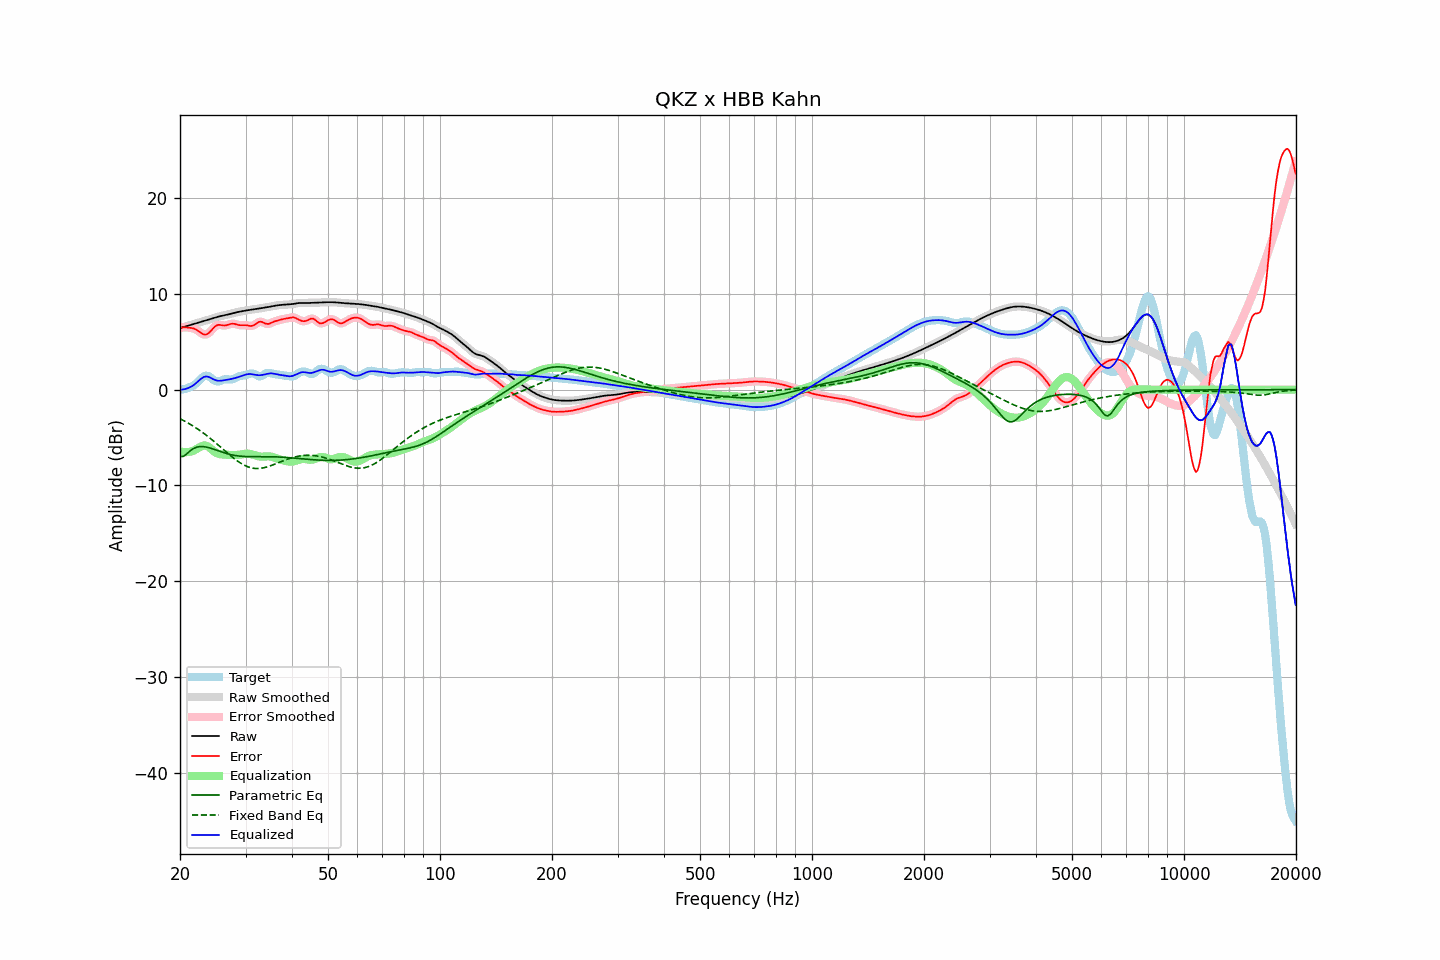 QKZ x HBB Kahn
20
10
0
−10
−20
−30
−40
Amplitude (dBr)
Target
Raw Smoothed
Error Smoothed
Raw
Error
Equalization
Parametric Eq
Fixed Band Eq
Equalized
20 50 100 200 500 1000 2000 5000 10000 20000
Frequency (Hz)